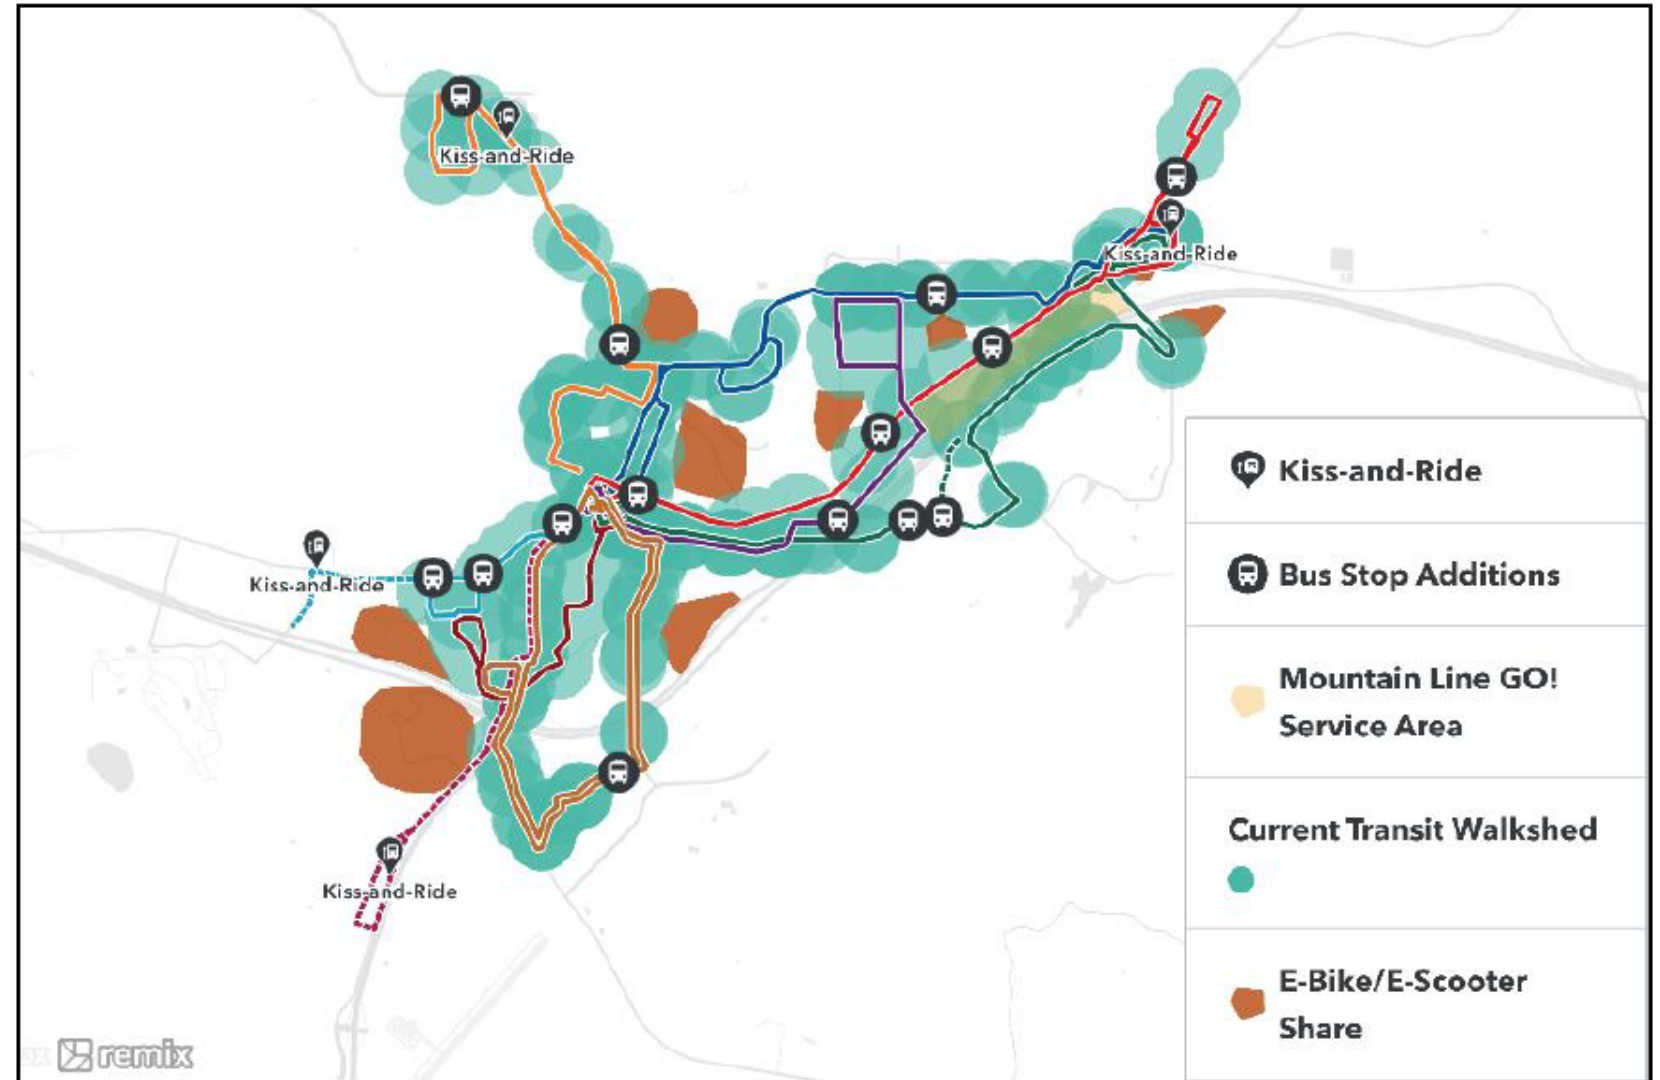 Kiss-and-Ride
Kiss-and-Ride
Kiss-and-Ride
Kiss-and-Ride
Kiss-and-Ride
Bus Stop Additions
Mountain Line GO!
Service Area
Current Transit Walkshed
E-Bike/E-Scooter
Share
remix